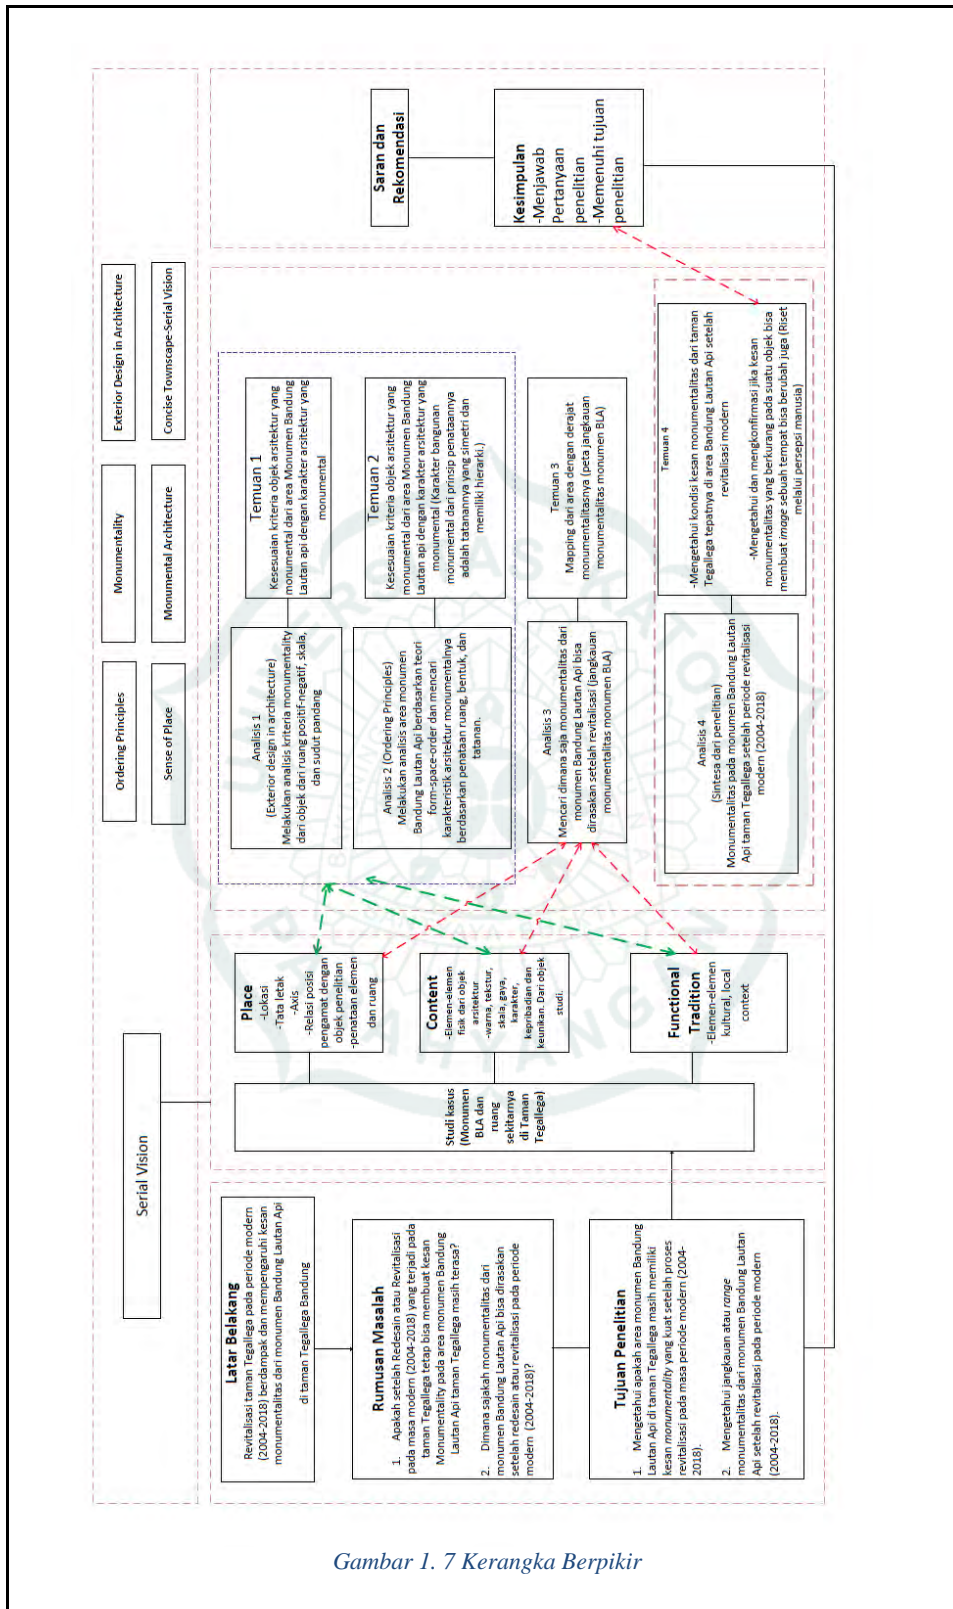 Serial Vision
Ordering Principles
Monumentality
Exterior Design in Architecture
Sense of Place
Monumental Architecture
Concise Townscape-Serial Vision
Latar Belakang
Revitalisasi taman Tegallega pada periode modern
(2004-2018) berdampak dan mempengaruhi kesan
monumentalitas dari monumen Bandung Lautan Api
di taman Tegallega Bandung
Rumusan Masalah
1. Apakah setelah Redesain atau Revitalisasi
pada masa modern (2004-2018) yang terjadi pada
taman Tegallega tetap bisa membuat kesan
Monumentality pada area monumen Bandung
Lautan Api taman Tegallega masih terasa?
2. Dimana sajakah monumentalitas dari
monumen Bandung Lautan Api bisa dirasakan
setelah redesain atau revitalisasi pada periode
modern (2004-2018)?
Tujuan Penelitian
1. Mengetahui apakah area monumen Bandung
Lautan Api di taman Tegallega masih memiliki
kesan monumentality yang kuat setelah proses
revitalisasi pada masa periode modern (2004-
2018).
2. Mengetahui jangkauan atau range
monumentalitas dari monumen Bandung Lautan
Api setelah revitalisasi pada periode modern
(2004-2018).
Studi kasus
(Monumen
BLA dan
ruang
sekitarnya
di Taman
Tegallega)
Place
-Lokasi
-Tata letak
-Axis
-Relasi posisi
pengamat dengan
objek penelitian
-penataan elemen
dan ruang
Content
-Elemen-elemen
fisik dari objek
arsitektur
-warna, tekstur,
skala, gaya,
karakter,
kepribadian dan
keunikan. Dari objek
studi.
Functional
Tradition
-Elemen-elemen
kultural, local
context
Analisis 1
(Exterior design in architecture)
Melakukan analisis kriteria monumentality
dari objek dari ruang positif-negatif, skala,
dan sudut pandang
Analisis 2 (Ordering Principles)
Melakukan analisis area monumen
Bandung Lautan Api berdasarkan teori
form-space-order dan mencari
karakteristik arsitektur monumentalnya
berdasarkan penataan ruang, bentuk, dan
tatanan.
Analisis 3
Mencari dimana saja monumentalitas dari
monumen Bandung Lautan Api bisa
dirasakan setelah revitalisasi (jangkauan
monumentalitas monumen BLA)
Analisis 4
(Sintesa dari penelitian)
Monumentalitas pada monumen Bandung Lautan
Api taman Tegallega setelah periode revitalisasi
modern (2004-2018)
Temuan 1
Kesesuaian kriteria objek arsitektur yang
monumental dari area Monumen Bandung
Lautan api dengan karakter arsitektur yang
monumental
Temuan 2
Kesesuaian kriteria objek arsitektur yang
monumental dari area Monumen Bandung
Lautan api dengan karakter arsitektur yang
monumental (Karakter bangunan
monumental dari prinsip penataannya
adalah tatanannya yang simetri dan
memiliki hierarki.)
Temuan 3
Mapping dari area dengan derajat
monumentalitasnya (peta jangkauan
monumentalitas monumen BLA)
Temuan 4
-Mengetahui kondisi kesan monumentalitas dari taman
Tegallega tepatnya di area Bandung Lautan Api setelah
revitalisasi modern
-Mengetahui dan mengkonfirmasi jika kesan
monumentalitas yang berkurang pada suatu objek bisa
membuat image sebuah tempat bisa berubah juga (Riset
melalui persepsi manusia)
Kesimpulan
-Menjawab
Pertanyaan
penelitian
-Memenuhi tujuan
penelitian
Saran dan
Rekomendasi
Gambar 1. 7 Kerangka Berpikir